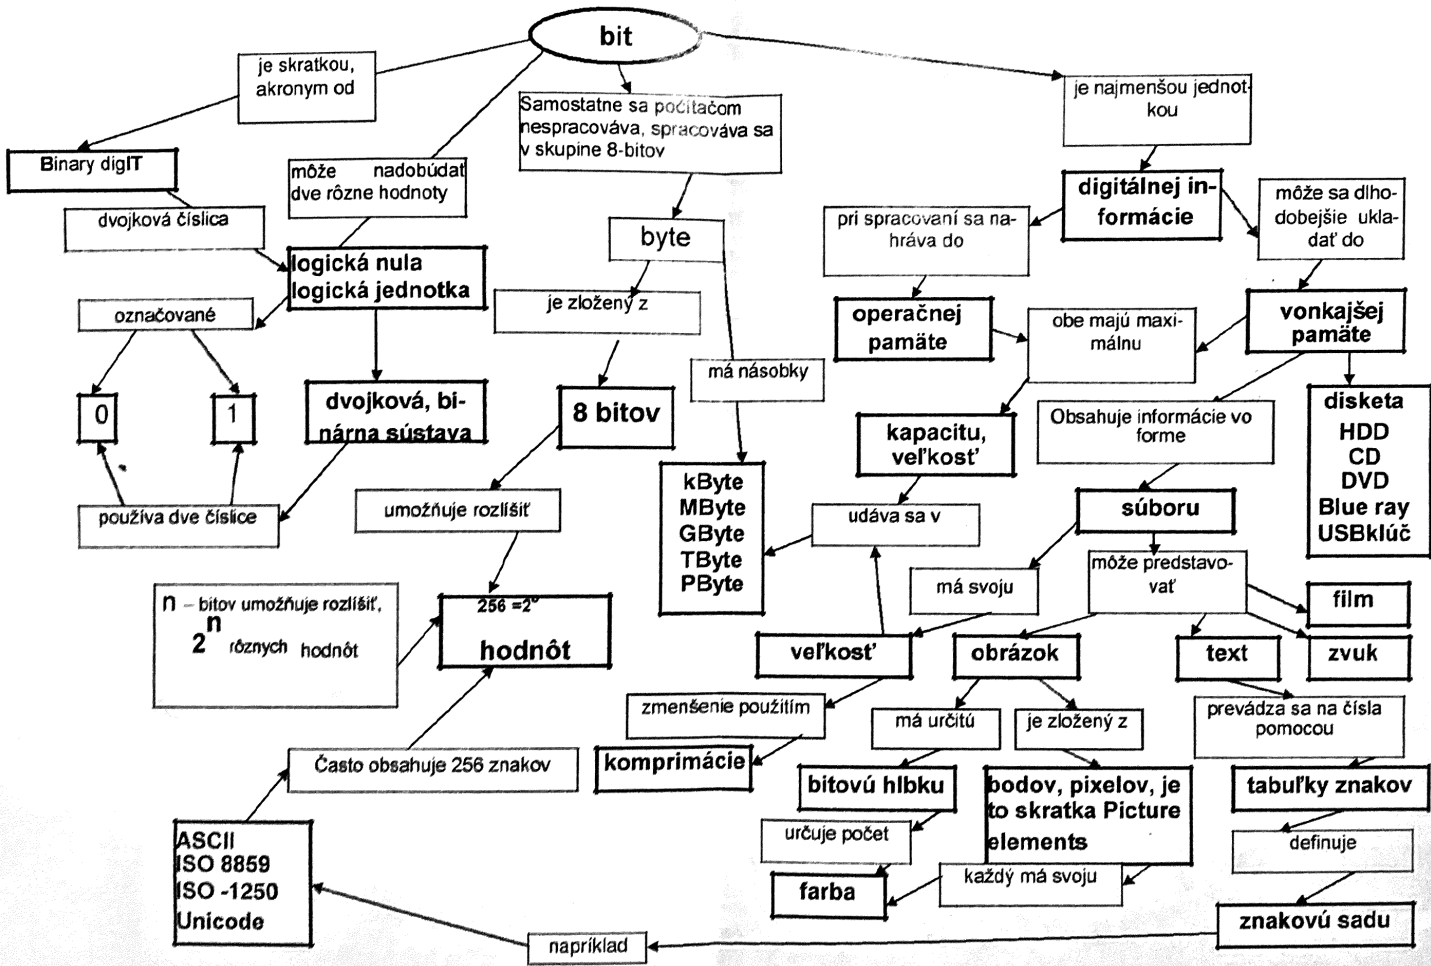 bit
je skratkou,
akronym od
Samostatne sa počítačom
nespracováva, spracováva sa
v skupine 8-bitov
je najmenšou jednot-
kou
Binary digIT
môže nadobúdať
dve rôzne hodnoty
digitálnej in-
formácie
môže sa dlho-
dobejšie ukla-
dať do
dvojková číslica
byte
pri spracovaní sa na-
hráva do
logická nula
logická jednotka
je zložený z
označované
operačnej
pamäte
obe majú maxi-
málnu
vonkajšej
pamäte
má násobky
0
1
dvojková, bi-
nárna sústava
8 bitov
kapacitu,
veľkosť
Obsahuje informácie vo
forme
disketa
HDD
CD
DVD
Blue ray
USBklúč
kByte
MByte
GByte
TByte
PByte
používa dve číslice
umožňuje rozlíšiť
udáva sa v
súboru
má svoju
môže predstavo-
vať
n – bitov umožňuje rozlíšiť,
2^n rôznych hodnôt
256 =2
hodnôt
film
veľkosť
obrázok
text
zvuk
zmenšenie použitím
má určitú
je zložený z
prevádza sa na čísla
pomocou
Často obsahuje 256 znakov
komprimácie
bitovú hlbku
bodov, pixelov, je
to skratka Picture
elements
tabuľky znakov
určuje počet
definuje
ASCII
ISO 8859
ISO -1250
Unicode
farba
každý má svoju
znakovú sadu
napríklad